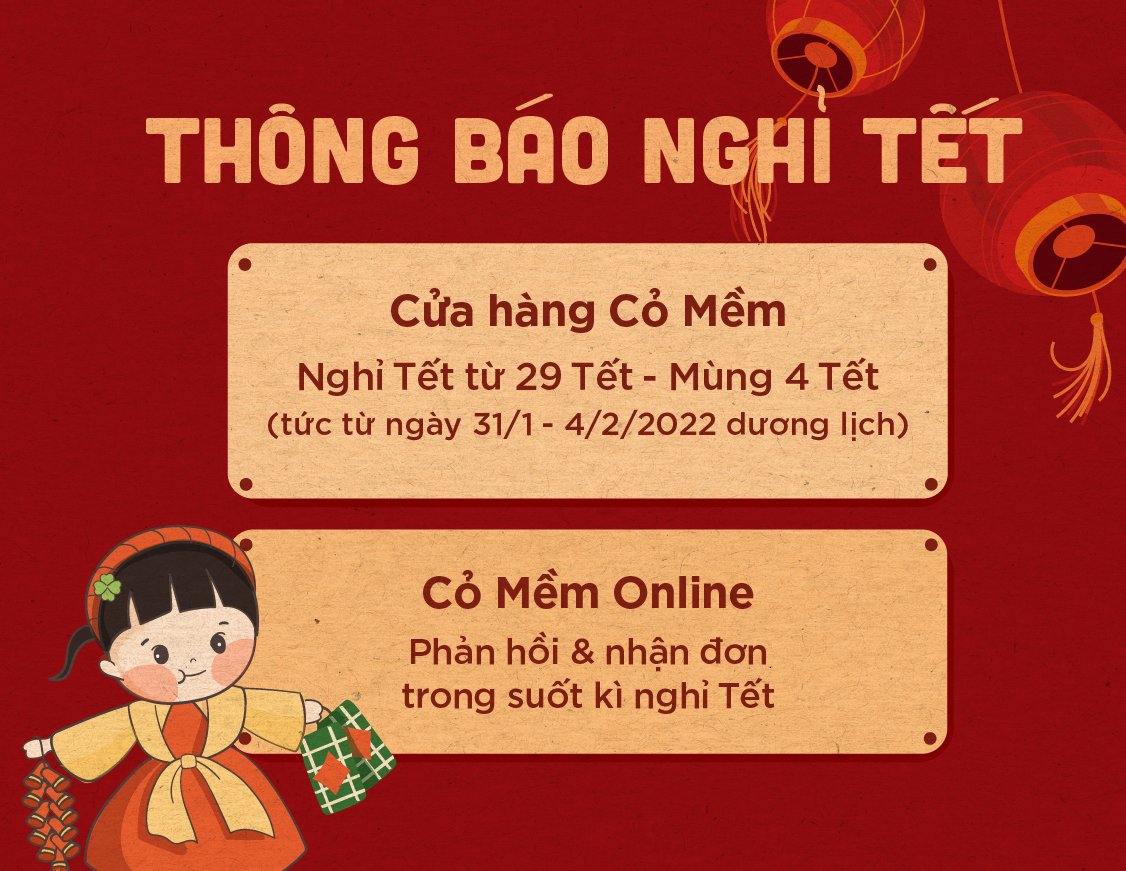 THÔNG BÁO NGHỈ TẾT
Cửa hàng Cỏ Mềm
Nghỉ Tết từ 29 Tết - Mùng 4 Tết
(tức từ ngày 31/1 - 4/2/2022 dương lịch)
Cỏ Mềm Online
Phản hồi & nhận đơn
trong suốt kì nghỉ Tết